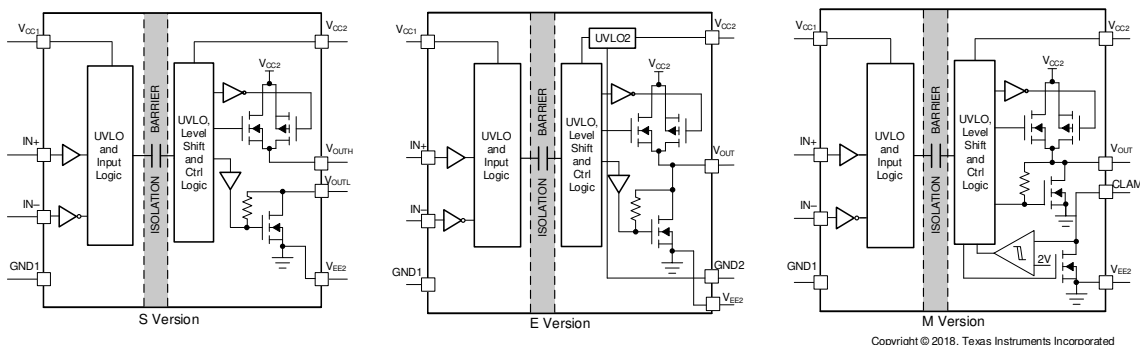 VCC1
VCC2
VCC2
UVLO and Input Logic
BARRIER
ISOLATION
UVLO, Level Shift and Ctrl Logic
IN+
IN−
GND1
VOUTH
VOUTL
VEE2
S Version
VCC1
VCC2
UVLO2
VCC2
UVLO and Input Logic
BARRIER
ISOLATION
UVLO, Level Shift and Ctrl Logic
IN+
IN−
GND1
VOUT
GND2
VEE2
E Version
VCC1
VCC2
VCC2
UVLO and Input Logic
BARRIER
ISOLATION
UVLO, Level Shift and Ctrl Logic
IN+
IN−
GND1
VOUT
CLAM
2V
VEE2
M Version
Copyright © 2018, Texas Instruments Incorporated